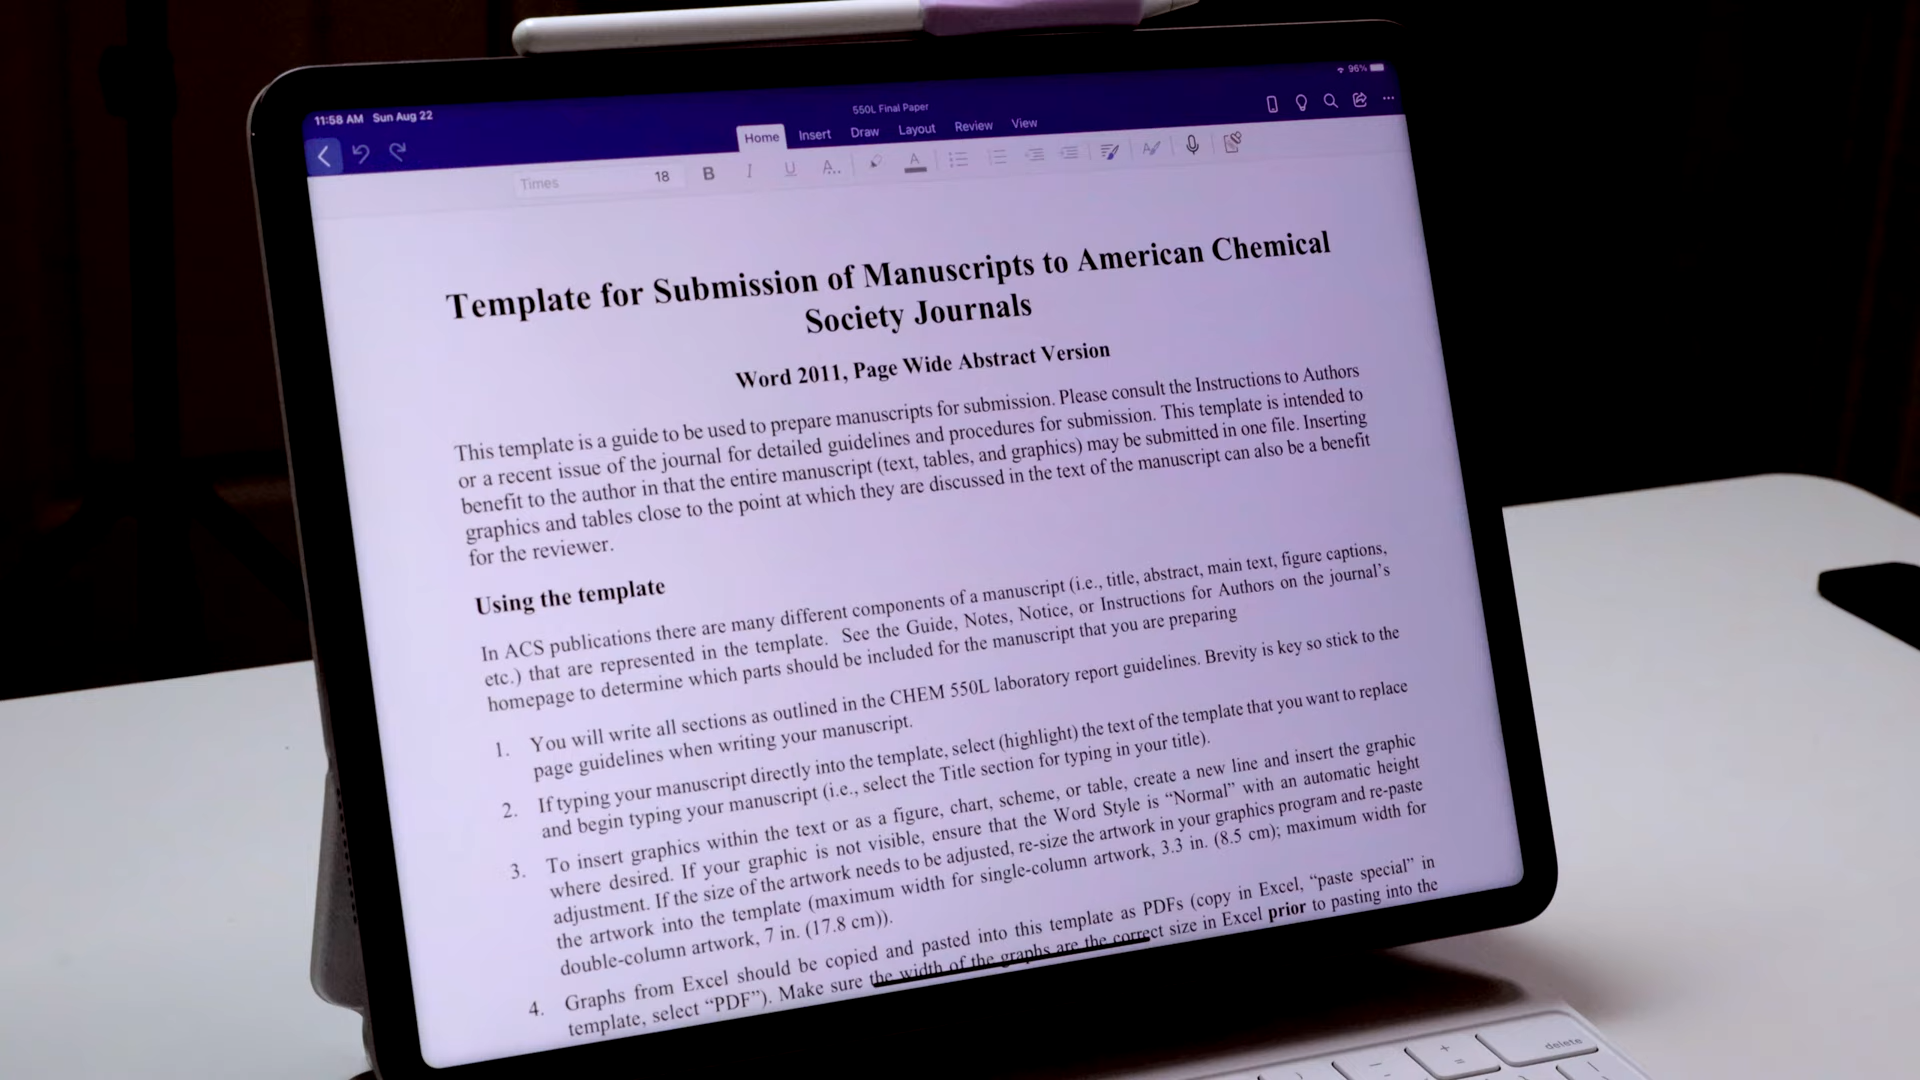 11:58 AM Sun Aug 22
96%
550L Final Paper
Home Insert Draw Layout Review View
Times 18 B I U A..
Template for Submission of Manuscripts to American Chemical
Society Journals
Word 2011, Page Wide Abstract Version
This template is a guide to be used to prepare manuscripts for submission. Please consult the Instructions to Authors
or a recent issue of the journal for detailed guidelines and procedures for submission. This template is intended to
benefit to the author in that the entire manuscript (text, tables, and graphics) may be submitted in one file. Inserting
graphics and tables close to the point at which they are discussed in the text of the manuscript can also be a benefit
for the reviewer.
Using the template
In ACS publications there are many different components of a manuscript (i.e., title, abstract, main text, figure captions,
etc.) that are represented in the template. See the Guide, Notes, Notice, or Instructions for Authors on the journal's
homepage to determine which parts should be included for the manuscript that you are preparing
1. You will write all sections as outlined in the CHEM 550L laboratory report guidelines. Brevity is key so stick to the
page guidelines when writing your manuscript.
2. If typing your manuscript directly into the template, select (highlight) the text of the template that you want to replace
and begin typing your manuscript (i.e., select the Title section for typing in your title).
3. To insert graphics within the text or as a figure, chart, scheme, or table, create a new line and insert the graphic
where desired. If your graphic is not visible, ensure that the Word Style is “Normal” with an automatic height
adjustment. If the size of the artwork needs to be adjusted, re-size the artwork in your graphics program and re-paste
the artwork into the template (maximum width for single-column artwork, 3.3 in. (8.5 cm); maximum width for
double-column artwork, 7 in. (17.8 cm)).
4. Graphs from Excel should be copied and pasted into this template as PDFs (copy in Excel, “paste special” in
template, select “PDF”). Make sure the width of the graphs are the correct size in Excel prior to pasting into the
delete